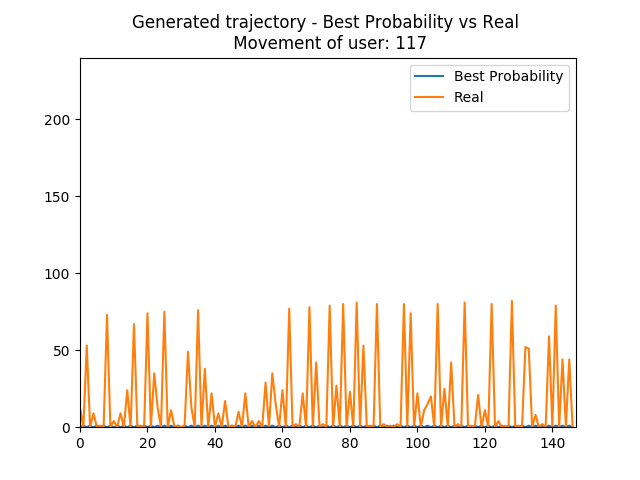 Generated trajectory - Best Probability vs Real
Movement of user: 117
Best Probability
Real
200
150
100
50
0
0 20 40 60 80 100 120 140